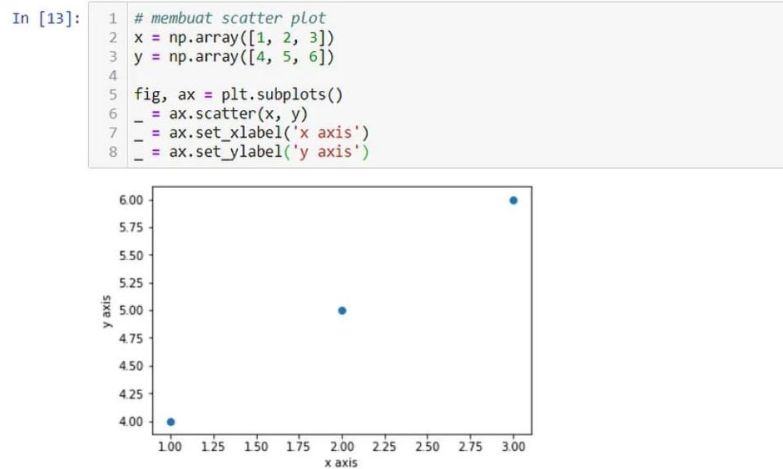 In [13]:
1 # membuat scatter plot
2 x = np.array([1, 2, 3])
3 y = np.array([4, 5, 6])
4
5 fig, ax = plt.subplots()
6 _ = ax.scatter(x, y)
7 _ = ax.set_xlabel('x axis')
8 _ = ax.set_ylabel('y axis')
6.00
5.75
5.50
5.25
5.00
4.75
4.50
4.25
4.00
y axis
1.00 1.25 1.50 1.75 2.00 2.25 2.50 2.75 3.00
x axis